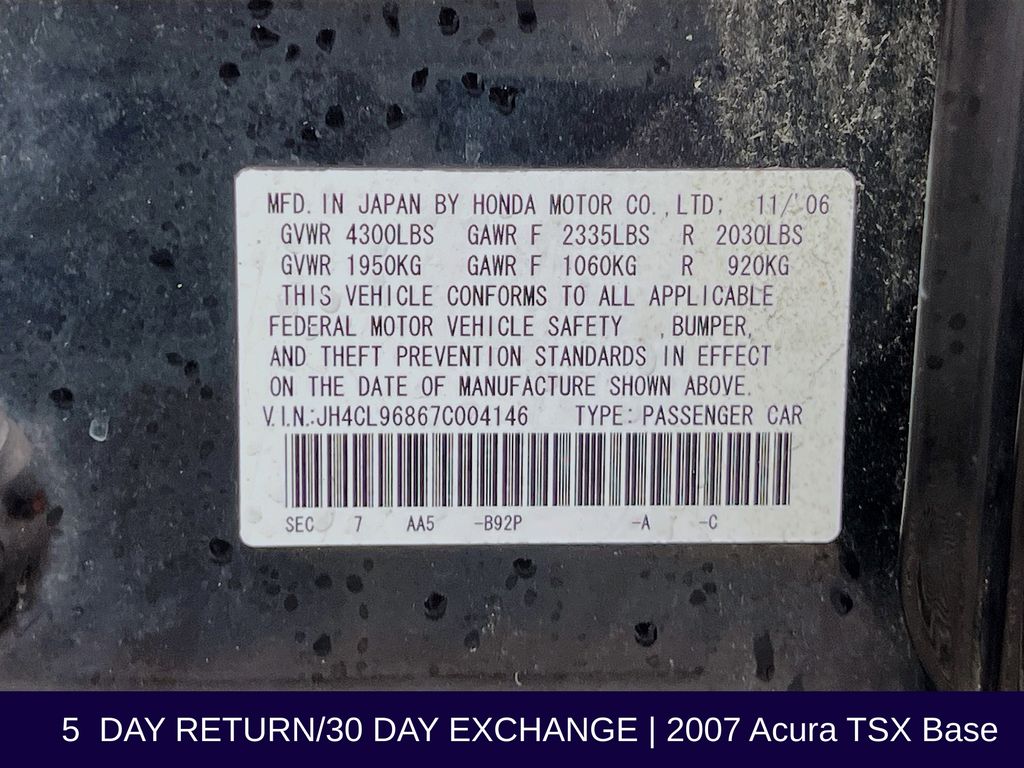 MFD. IN JAPAN BY HONDA MOTOR CO., LTD. 11/'06
GVWR 4300LBS GAWR F 2335LBS R 2030LBS
GVWR 1950KG GAWR F 1060KG R 920KG
THIS VEHICLE CONFORMS TO ALL APPLICABLE
FEDERAL MOTOR VEHICLE SAFETY , BUMPER,
AND THEFT PREVENTION STANDARDS IN EFFECT
ON THE DATE OF MANUFACTURE SHOWN ABOVE.
V.I.N.:JH4CL96867C004146 TYPE: PASSENGER CAR
SEC 7 AA5 -B92P -A -C
5 DAY RETURN/30 DAY EXCHANGE | 2007 Acura TSX Base